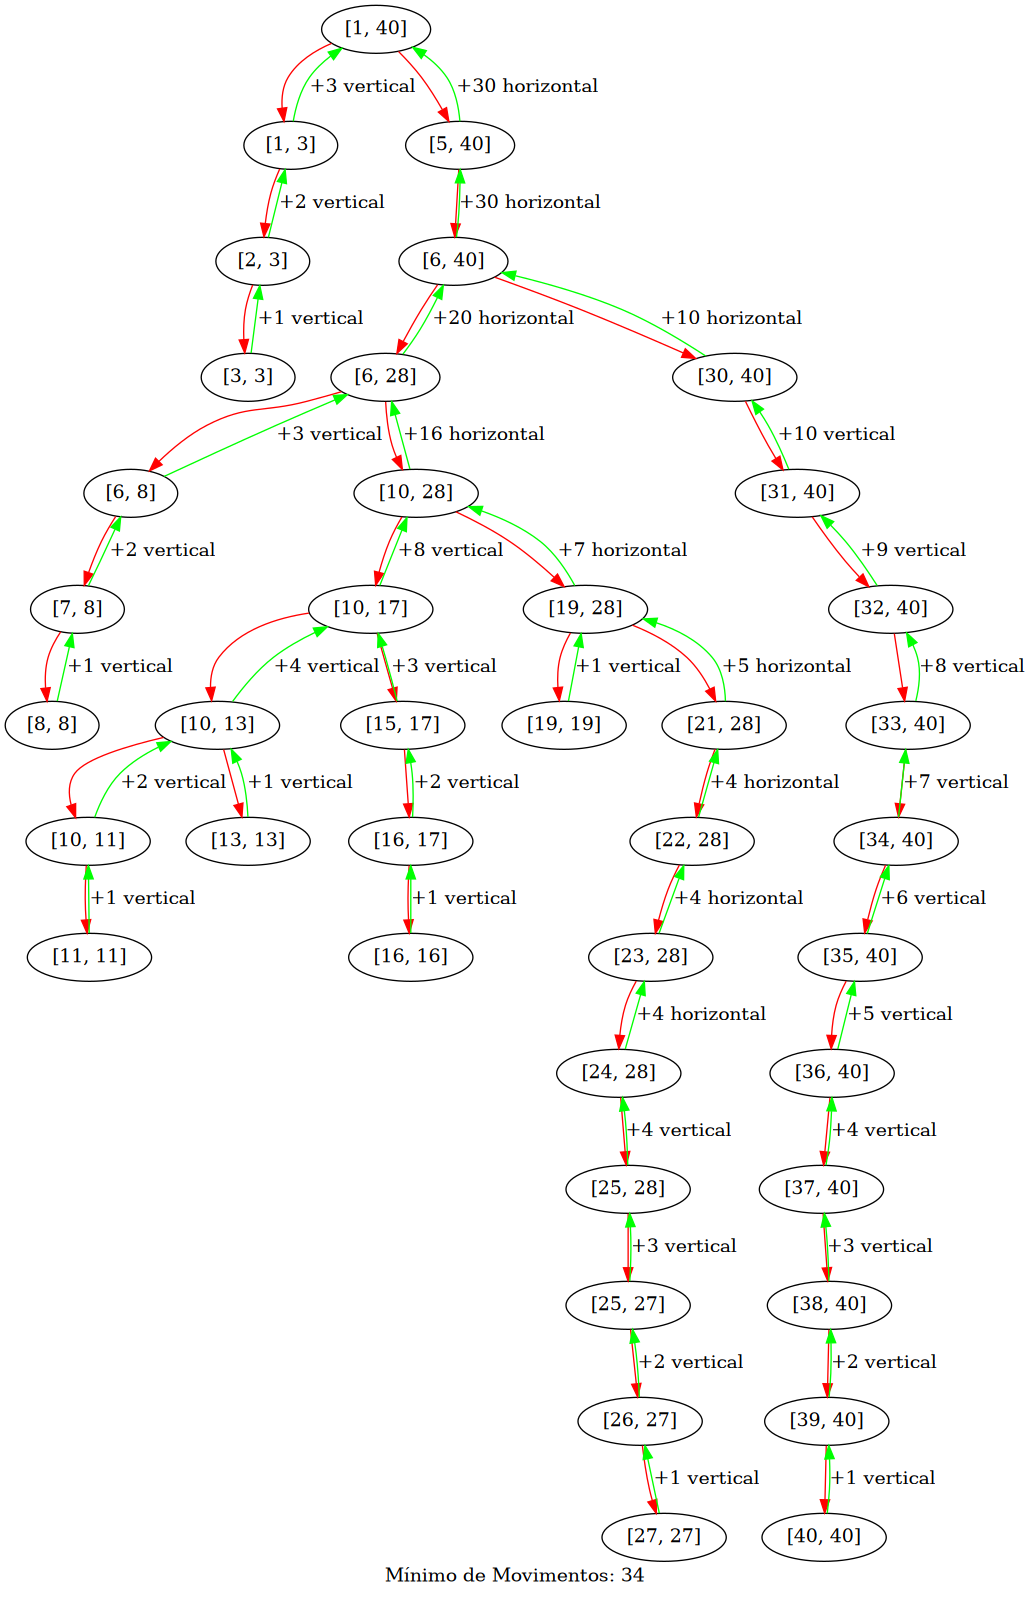 [1, 40]
+3 vertical +30 horizontal
[1, 3] [5, 40]
+2 vertical +30 horizontal
[2, 3] [6, 40]
+1 vertical +20 horizontal +10 horizontal
[3, 3] [6, 28] [30, 40]
+3 vertical +16 horizontal +10 vertical
[6, 8] [10, 28] [31, 40]
+2 vertical +8 vertical +7 horizontal +9 vertical
[7, 8] [10, 17] [19, 28] [32, 40]
+1 vertical +4 vertical +3 vertical +1 vertical +5 horizontal +8 vertical
[8, 8] [10, 13] [15, 17] [19, 19] [21, 28] [33, 40]
+2 vertical +1 vertical +2 vertical +4 horizontal +7 vertical
[10, 11] [13, 13] [16, 17] [22, 28] [34, 40]
+1 vertical +1 vertical +4 horizontal +6 vertical
[11, 11] [16, 16] [23, 28] [35, 40]
+4 horizontal +5 vertical
[24, 28] [36, 40]
+4 vertical +4 vertical
[25, 28] [37, 40]
+3 vertical +3 vertical
[25, 27] [38, 40]
+2 vertical +2 vertical
[26, 27] [39, 40]
+1 vertical +1 vertical
[27, 27] [40, 40]
Mínimo de Movimentos: 34